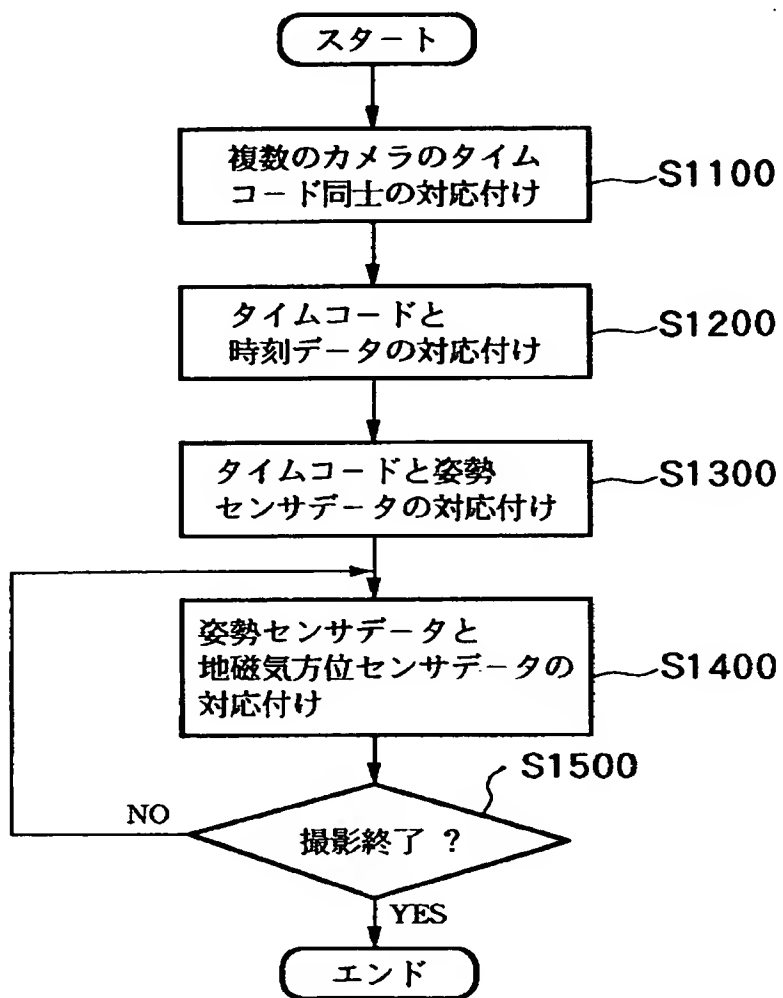 スタート
複数のカメラのタイム
コード同士の対応付け
S1100
タイムコードと
時刻データの対応付け
S1200
タイムコードと姿勢
センサデータの対応付け
S1300
姿勢センサデータと
地磁気方位センサデータの
対応付け
S1400
S1500
NO
撮影終了 ?
YES
エンド